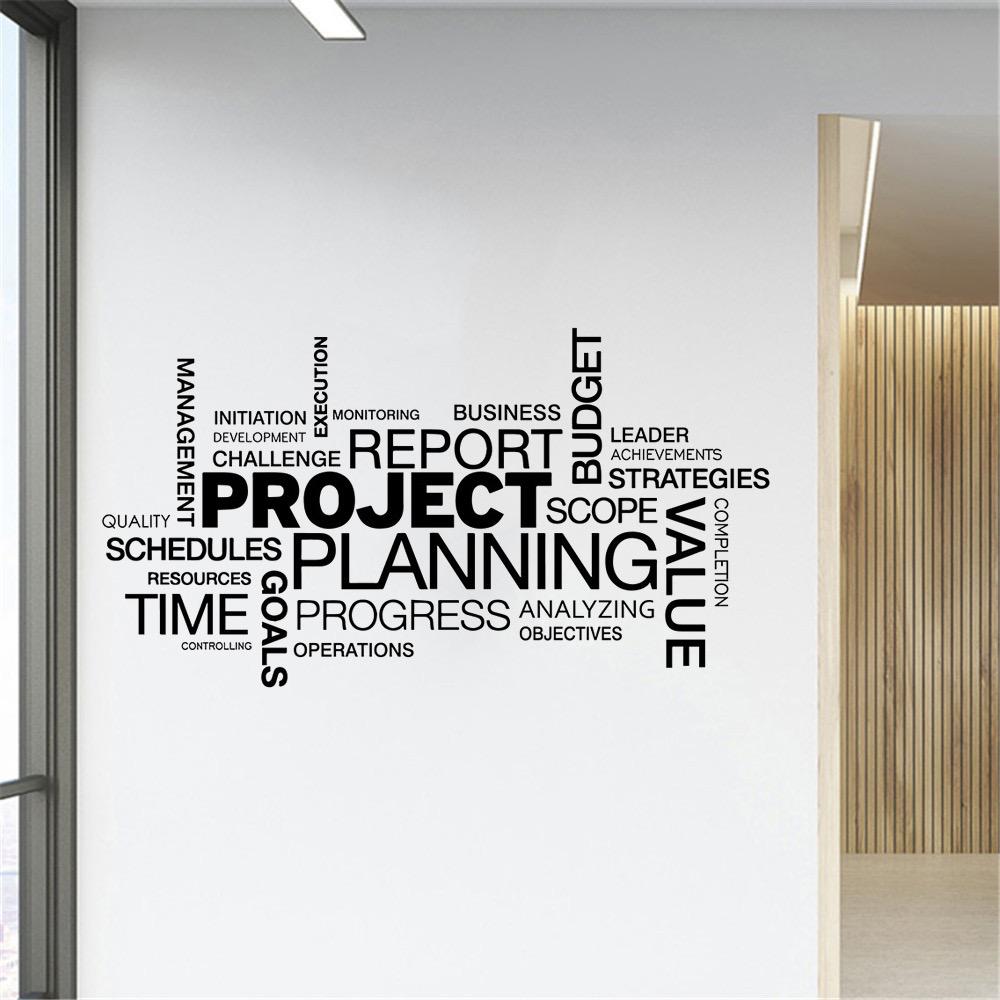 MANAGEMENT
EXECUTION
BUDGET
INITIATION
MONITORING
BUSINESS
DEVELOPMENT
REPORT
LEADER
CHALLENGE
ACHIEVEMENTS
PROJECT
STRATEGIES
QUALITY
SCOPE
VALUE
COMPLETION
SCHEDULES
PLANNING
RESOURCES
GOALS
TIME
PROGRESS
ANALYZING
CONTROLLING
OPERATIONS
OBJECTIVES